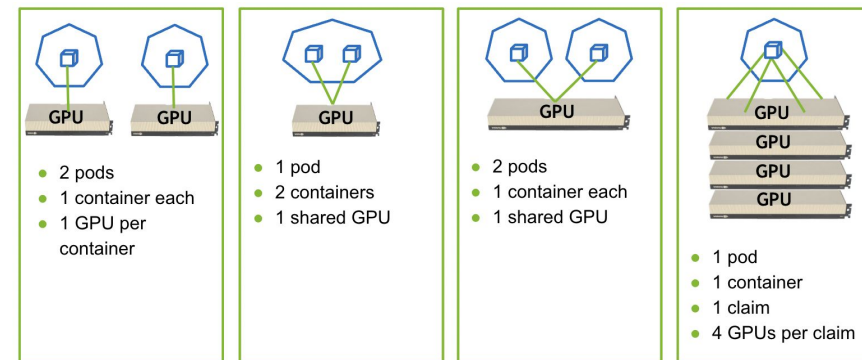 GPU
GPU
2 pods
1 container each
1 GPU per
container
GPU
1 pod
2 containers
1 shared GPU
GPU
2 pods
1 container each
1 shared GPU
GPU
GPU
GPU
GPU
1 pod
1 container
1 claim
4 GPUs per claim